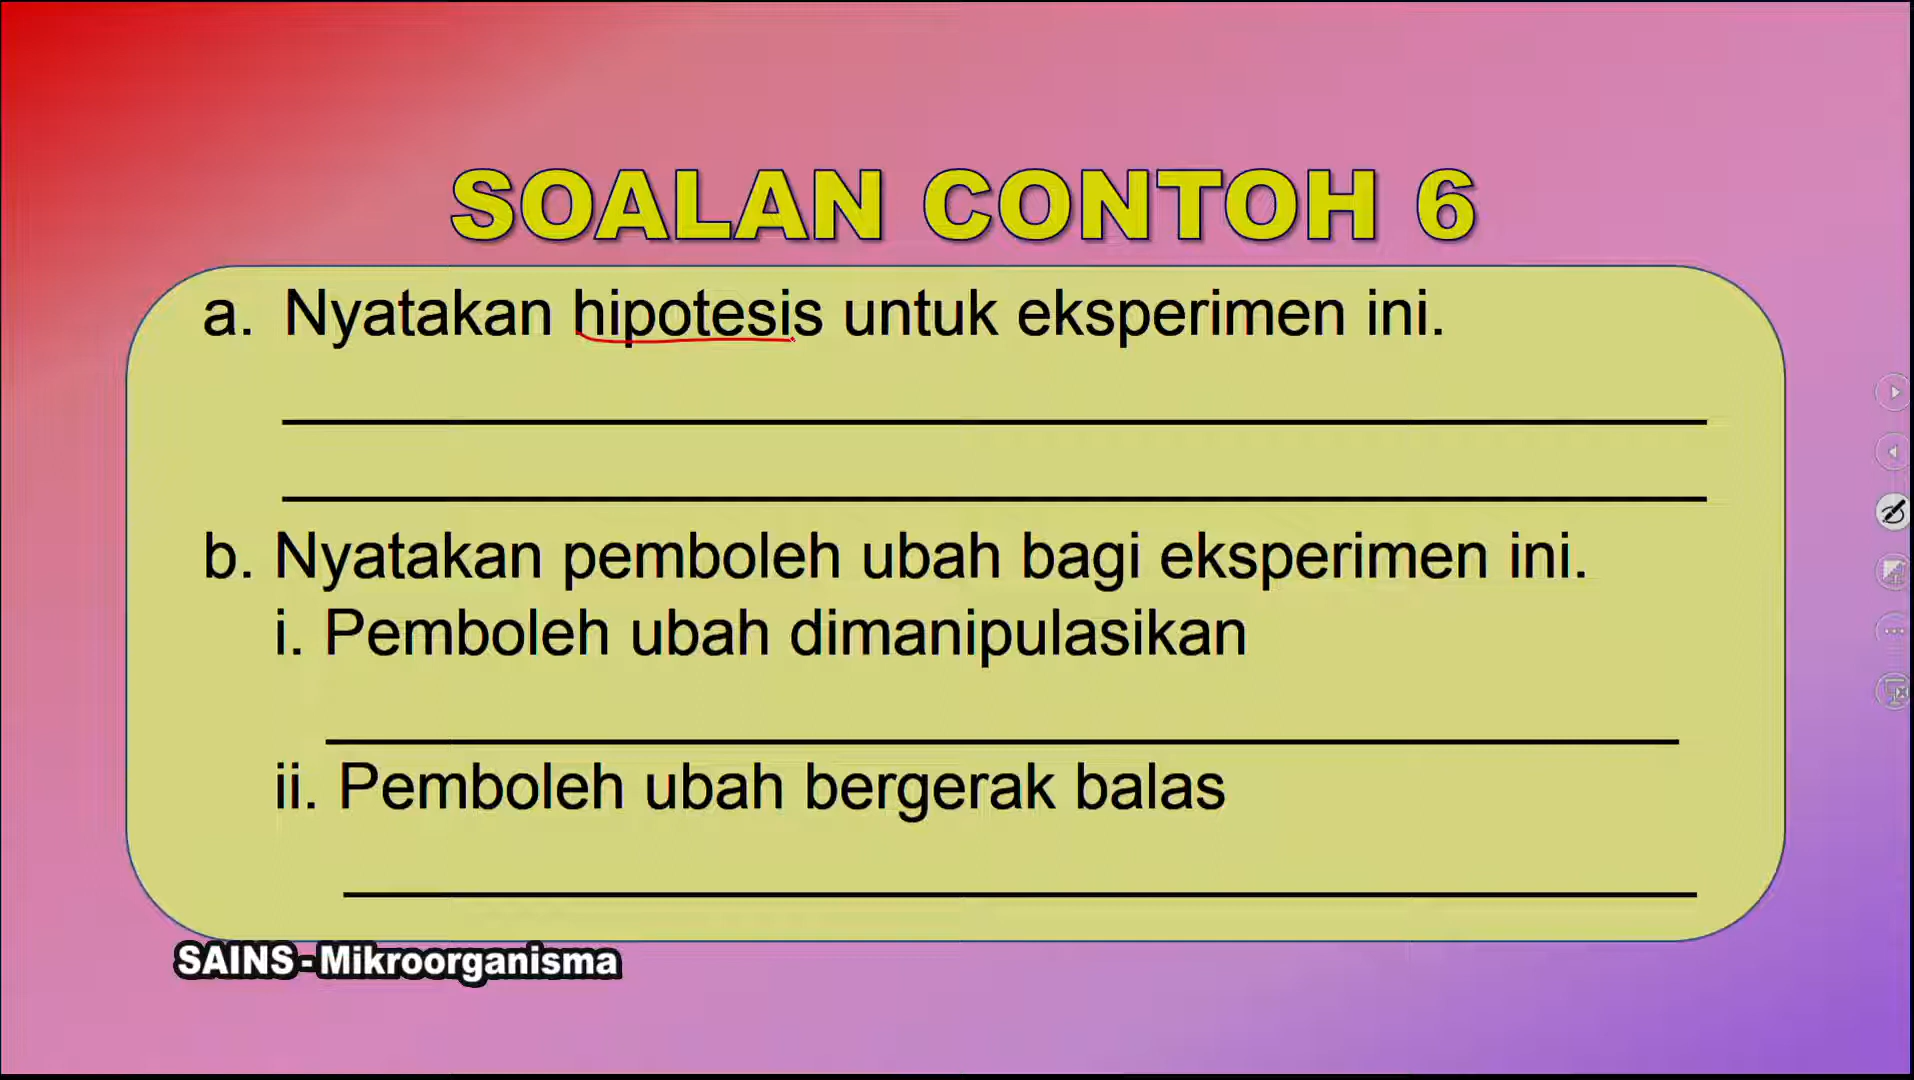 SOALAN CONTOH 6
a. Nyatakan hipotesis untuk eksperimen ini.
b. Nyatakan pemboleh ubah bagi eksperimen ini.
i. Pemboleh ubah dimanipulasikan
ii. Pemboleh ubah bergerak balas
SAINS - Mikroorganisma